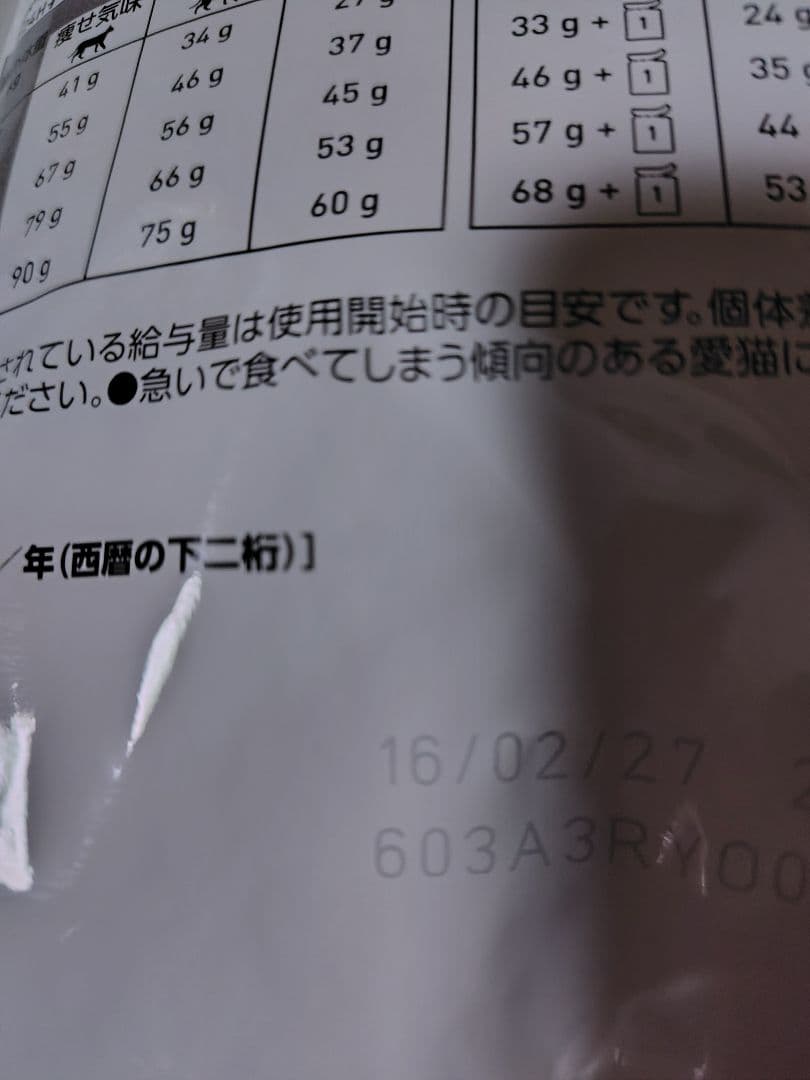 痩せ気味
41 g 34 g 37 g 33 g + 1 24 g
55 g 46 g 45 g 46 g + 1 35 g
67 g 56 g 53 g 57 g + 1 44
79 g 66 g 60 g 68 g + 1 53
90 g 75 g
されている給与量は使用開始時の目安です。個体
ださい。●急いで食べてしまう傾向のある愛猫に
/年(西暦の下二桁)]
16/02/27
603A3RY00